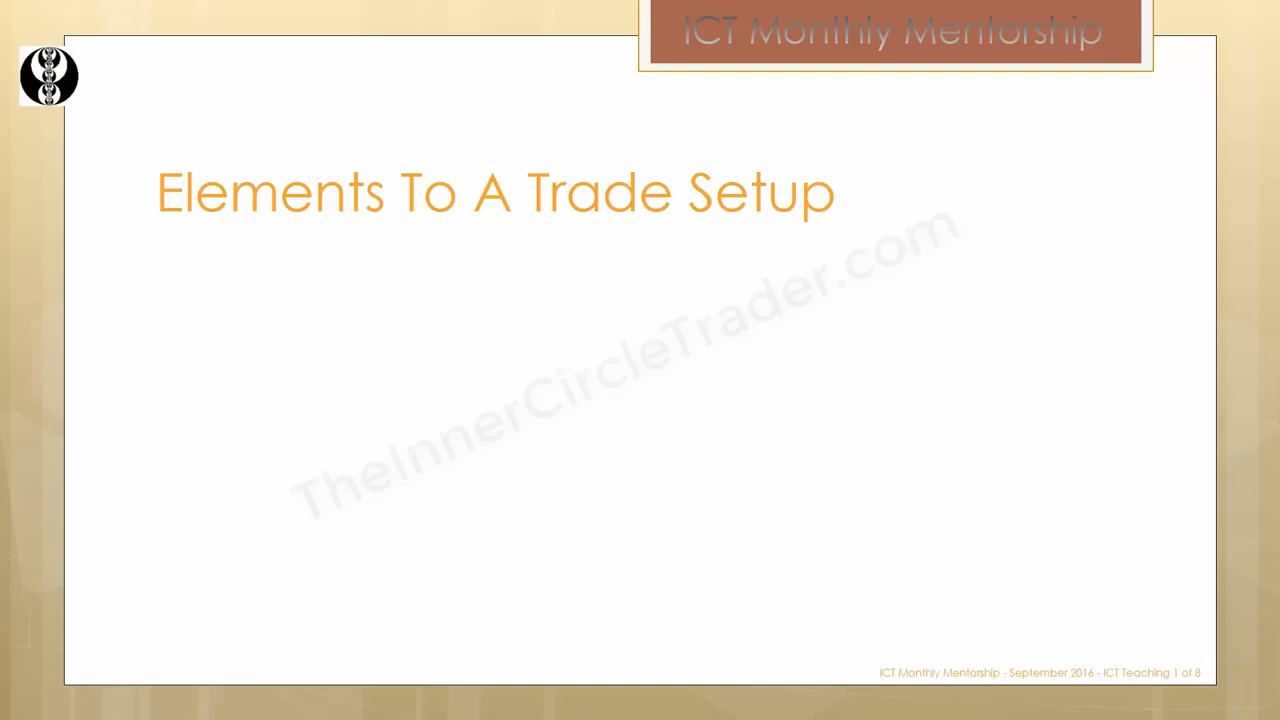 ICT Monthly Mentorship
Elements To A Trade Setup
TheInnerCircleTrader.com
ICT Monthly Mentorship - September 2016 - ICT Teaching 1 of 8